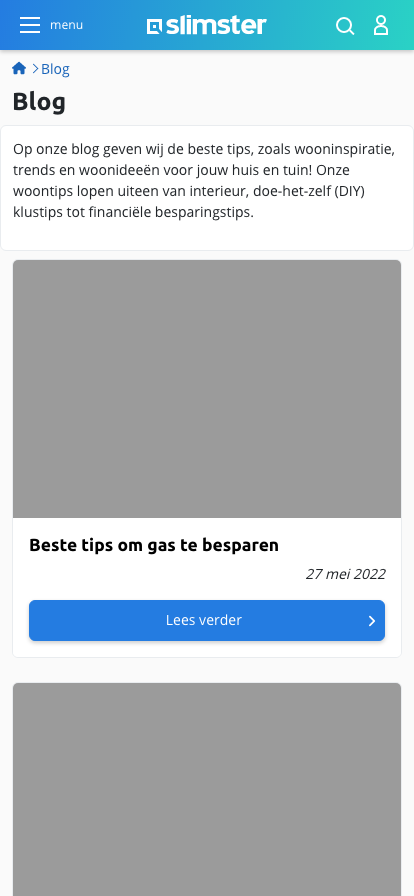 menu
slimster
Blog
Blog
Op onze blog geven wij de beste tips, zoals wooninspiratie,
trends en woonideeën voor jouw huis en tuin! Onze
woontips lopen uiteen van interieur, doe-het-zelf (DIY)
klustips tot financiële besparingstips.
Beste tips om gas te besparen
27 mei 2022
Lees verder